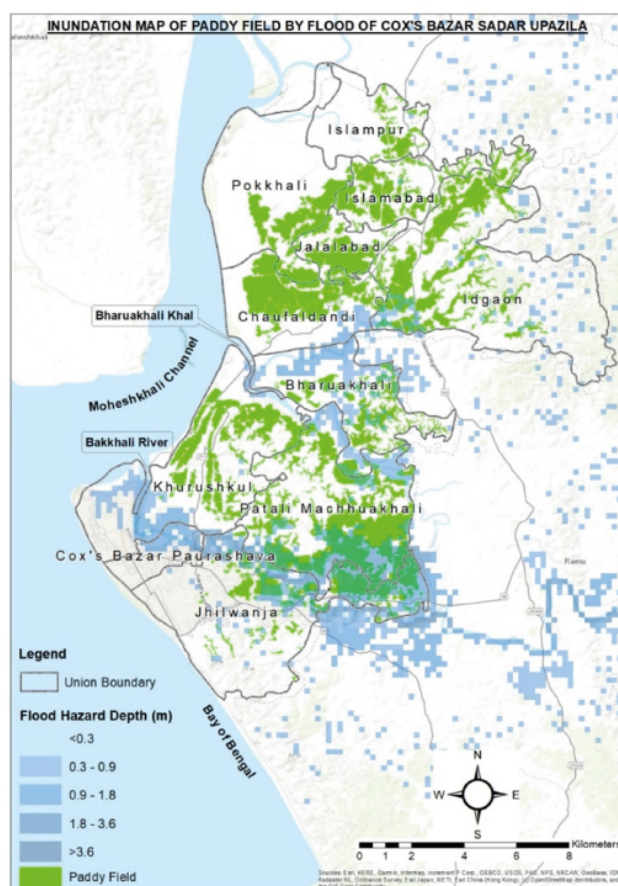 INUNDATION MAP OF PADDY FIELD BY FLOOD OF COX'S BAZAR SADAR UPAZILA
Islampur
Pokkhali
Islamabad
Jalalabad
Idgaon
Chaufaldandi
Bharuakhali Khal
Moheshkhali Channel
Bharuakhali
Bakkhali River
Khurushkul
Patali Machhuakhali
Cox's Bazar Paurashava
Jhilwanja
Bay of Bengal
Legend
Union Boundary
Flood Hazard Depth (m)
<0.3
0.3 - 0.9
0.9 - 1.8
1.8 - 3.6
>3.6
Paddy Field
N
W E
S
Kilometers
0 1 2 4 6 8